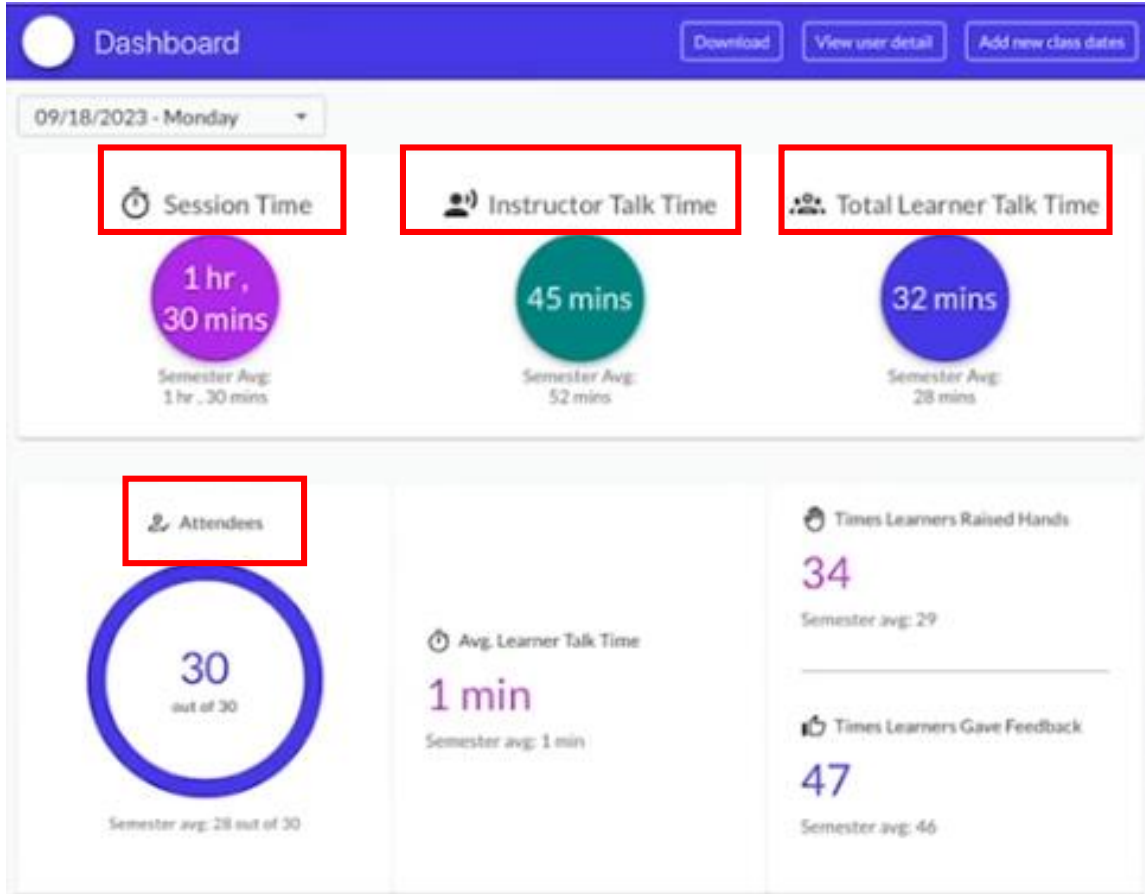 Dashboard
Download
View user detail
Add new class dates
09/18/2023 - Monday
Session Time
1 hr ,
30 mins
Semester Avg:
1 hr , 30 mins
Instructor Talk Time
45 mins
Semester Avg:
52 mins
Total Learner Talk Time
32 mins
Semester Avg:
28 mins
Attendees
30
out of 30
Semester avg: 28 out of 30
Avg. Learner Talk Time
1 min
Semester avg: 1 min
Times Learners Raised Hands
34
Semester avg: 29
Times Learners Gave Feedback
47
Semester avg: 46